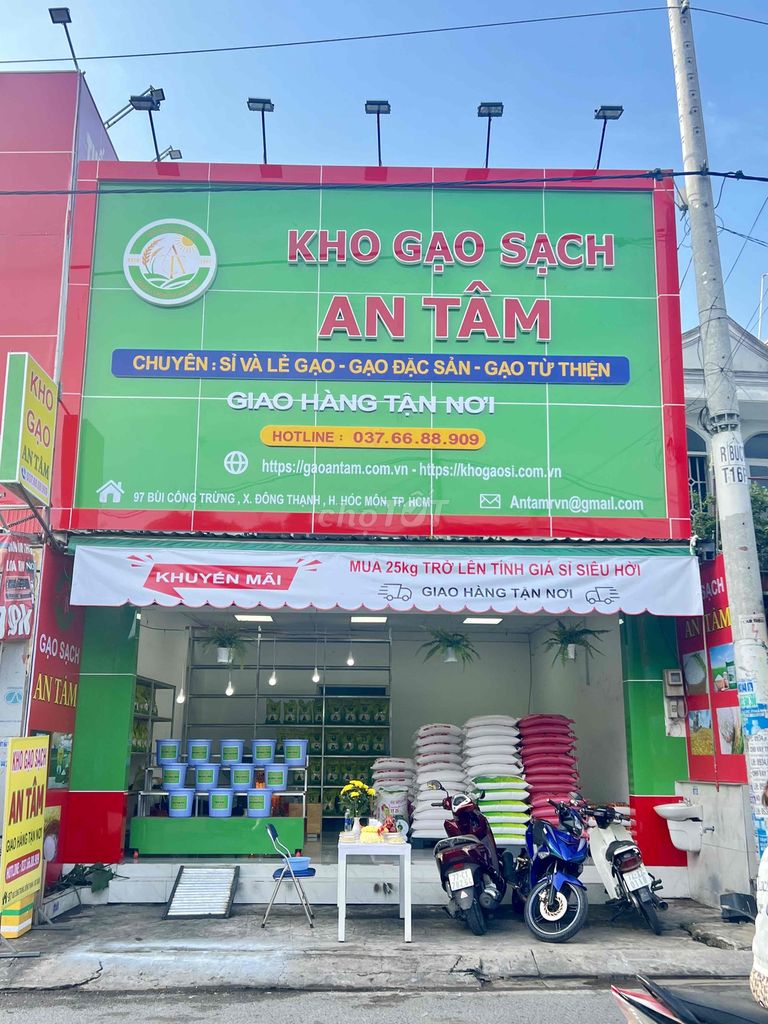 KHO GẠO SẠCH
AN TÂM
CHUYÊN : SỈ VÀ LẺ GẠO - GẠO ĐẶC SẢN - GẠO TỪ THIỆN
GIAO HÀNG TẬN NƠI
HOTLINE : 037.66.88.909
https://gaoantam.com.vn - https://khogaosi.com.vn
97 BÙI CÔNG TRỪNG , X. ĐÔNG THẠNH , H. HÓC MÔN, TP. HCM
Antamrvn@gmail.com
chợTỐT
KHUYẾN MÃI
MUA 25kg TRỞ LÊN TÍNH GIÁ SỈ SIÊU HỜI
GIAO HÀNG TẬN NƠI
KHO
GẠO
AN TÂM
GẠO SẠCH
AN TÂM
KHO GẠO SẠCH
AN TÂM
GIAO HÀNG TẬN NƠI
SẠCH
AN TÂM
9K
T16F